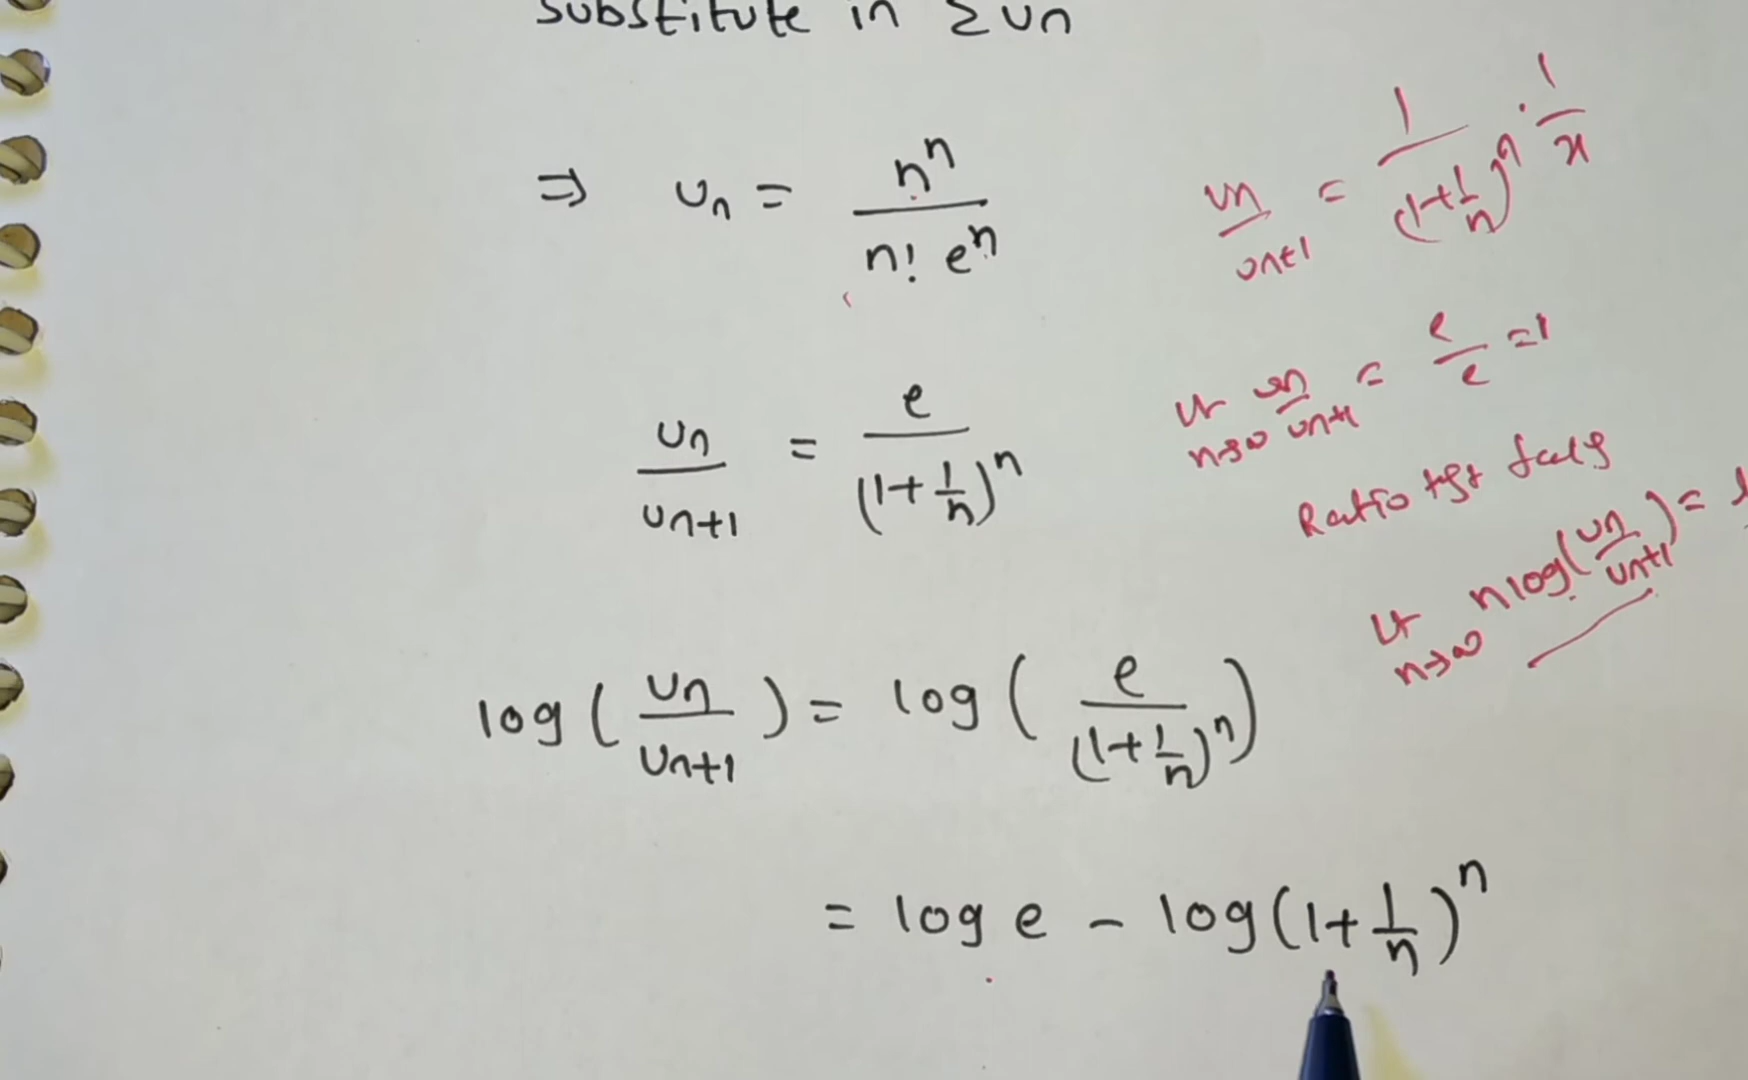 substitute in Σun
⇒ un = n^n / n! e^n
un / un+1 = e / (1+1/n)^n
log(un / un+1) = log(e / (1+1/n)^n)
= log e - log(1+1/n)^n
un / un+1 = 1 / (1+1/n)^n . 1/x
Lt n→∞ un / un+1 = e/e = 1
Ratio test fails
Lt n→∞ n log(un / un+1) =